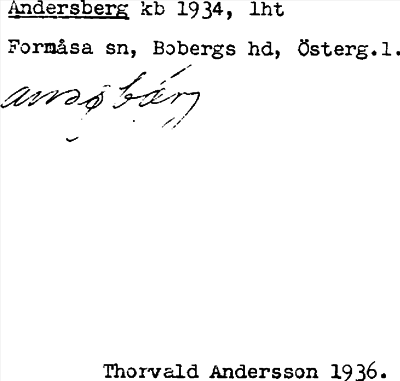 Andersberg kb 1934, lht
Formåsa sn, Bobergs hd, Österg.l.
Thorvald Andersson 1936.